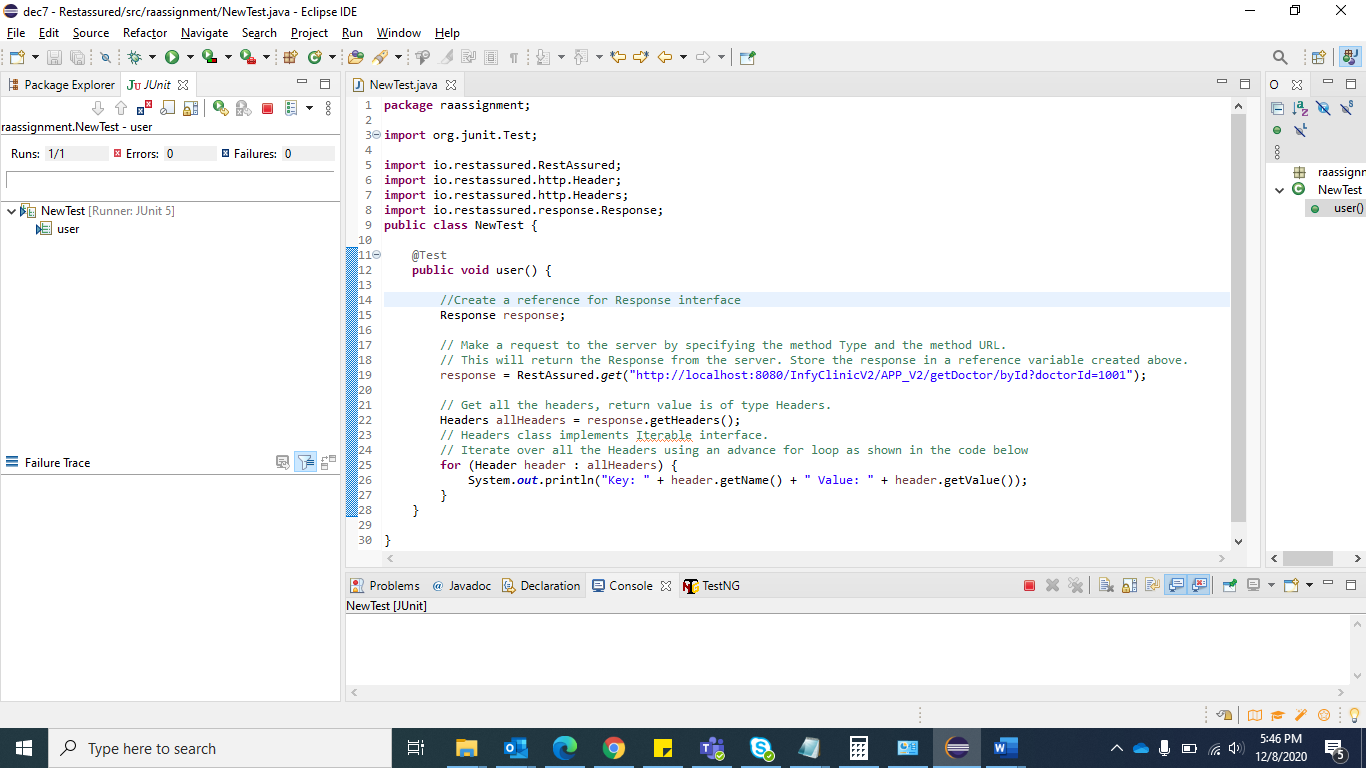 dec7 - Restassured/src/raassignment/NewTest.java - Eclipse IDE
File Edit Source Refactor Navigate Search Project Run Window Help
Package Explorer
JUnit
raassignment.NewTest - user
Runs: 1/1 Errors: 0 Failures: 0
NewTest [Runner: JUnit 5]
user
Failure Trace
NewTest.java
1 package raassignment;
2
3 import org.junit.Test;
4
5 import io.restassured.RestAssured;
6 import io.restassured.http.Header;
7 import io.restassured.http.Headers;
8 import io.restassured.response.Response;
9 public class NewTest {
10
11 @Test
12 public void user() {
13
14 //Create a reference for Response interface
15 Response response;
16
17 // Make a request to the server by specifying the method Type and the method URL.
18 // This will return the Response from the server. Store the response in a reference variable created above.
19 response = RestAssured.get("http://localhost:8080/InfyClinicV2/APP_V2/getDoctor/byId?doctorId=1001");
20
21 // Get all the headers, return value is of type Headers.
22 Headers allHeaders = response.getHeaders();
23 // Headers class implements Iterable interface.
24 // Iterate over all the Headers using an advance for loop as shown in the code below
25 for (Header header : allHeaders) {
26 System.out.println("Key: " + header.getName() + " Value: " + header.getValue());
27 }
28 }
29
30 }
O
raassignm
NewTest
user()
Problems @ Javadoc Declaration Console TestNG
NewTest [JUnit]
Type here to search
5:46 PM
12/8/2020
5